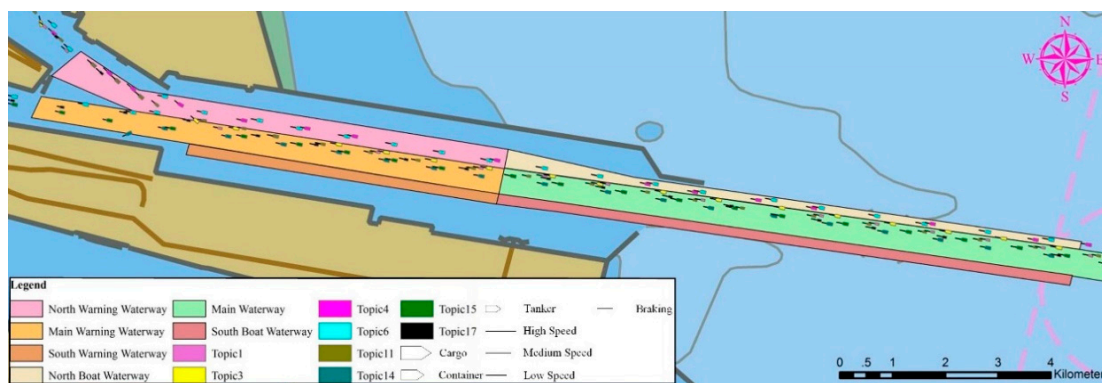 N
W E
S
Legend
North Warning Waterway Main Waterway Topic4 Topic15 Tanker Braking
Main Warning Waterway South Boat Waterway Topic6 Topic17 High Speed
South Warning Waterway Topic1 Topic11 Cargo Medium Speed
North Boat Waterway Topic3 Topic14 Container Low Speed
0 .5 1 2 3 4
Kilometer